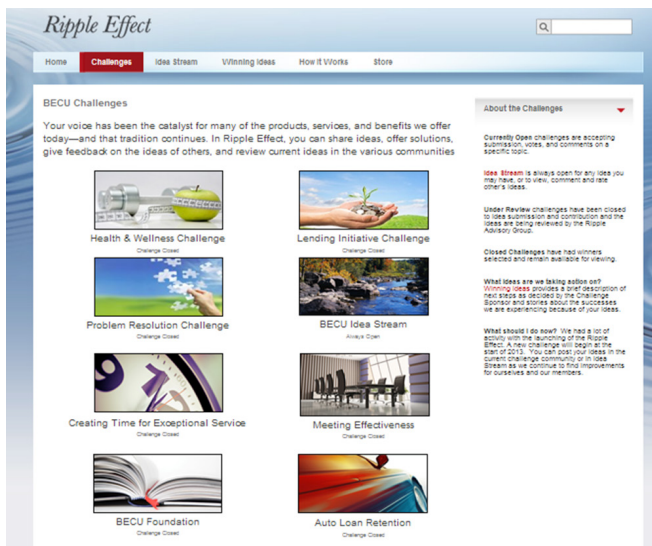 Ripple Effect
Home Challenges Idea Stream Winning Ideas How It Works Store
BECU Challenges
Your voice has been the catalyst for many of the products, services, and benefits we offer
today—and that tradition continues. In Ripple Effect, you can share ideas, offer solutions,
give feedback on the ideas of others, and review current ideas in the various communities
Health & Wellness Challenge
Challenge Closed
Lending Initiative Challenge
Challenge Closed
Problem Resolution Challenge
Challenge Closed
BECU Idea Stream
Always Open
Creating Time for Exceptional Service
Challenge Closed
Meeting Effectiveness
Challenge Closed
BECU Foundation
Challenge Closed
Auto Loan Retention
Challenge Closed
About the Challenges
Currently Open challenges are accepting
submission, votes, and comments on a
specific topic.
Idea Stream is always open for any idea you
may have, or to view, comment and rate
other's ideas.
Under Review challenges have been closed
to idea submission and contribution and the
ideas are being reviewed by the Ripple
Advisory Group.
Closed Challenges have had winners
selected and remain available for viewing.
What ideas are we taking action on?
Winning Ideas provides a brief description of
next steps as decided by the Challenge
Sponsor and stories about the successes
we are experiencing because of your ideas.
What should I do now? We had a lot of
activity with the launching of the Ripple
Effect. A new challenge will begin at the
start of 2013. You can post your ideas in the
current challenge community or in Idea
Stream as we continue to find improvements
for ourselves and our members.